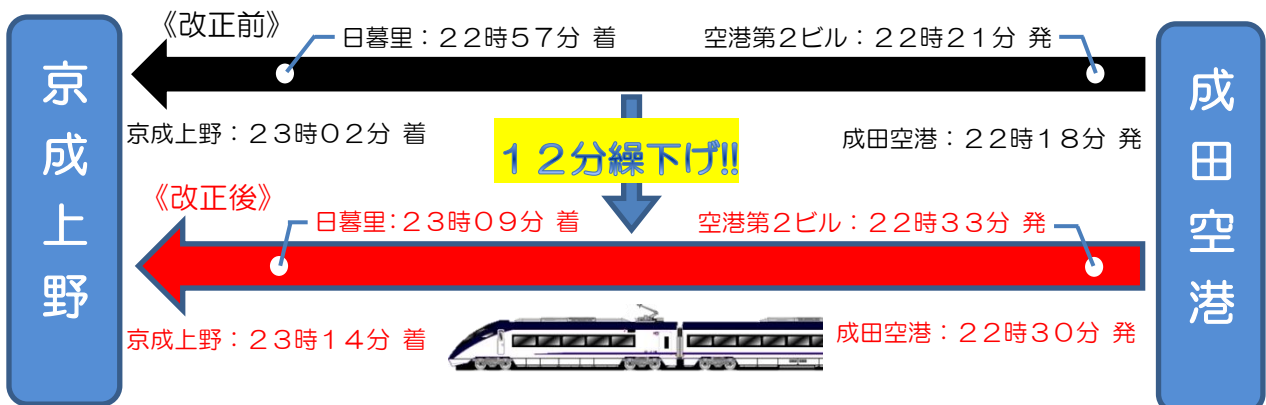 《改正前》
日暮里：２２時５７分 着
空港第２ビル：２２時２１分 発
京成上野
成田空港
京成上野：２３時０２分 着
１２分繰下げ!!
成田空港：２２時１８分 発
《改正後》
日暮里：２３時０９分 着
空港第２ビル：２２時３３分 発
京成上野：２３時１４分 着
成田空港：２２時３０分 発